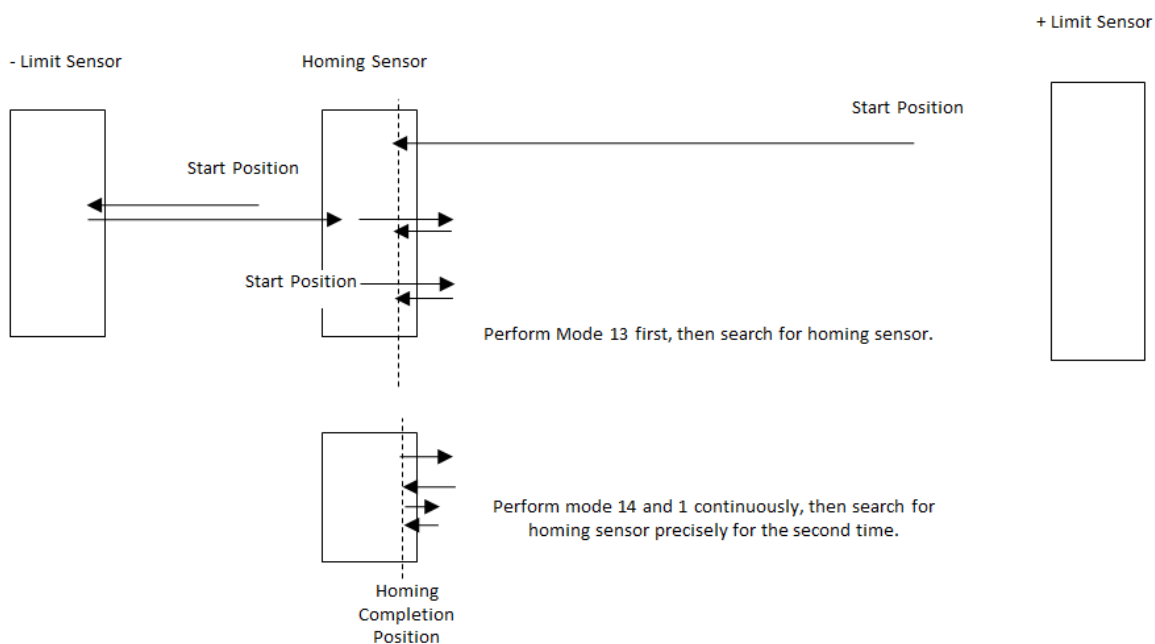 + Limit Sensor
- Limit Sensor
Homing Sensor
Start Position
Start Position
Start Position
Perform Mode 13 first, then search for homing sensor.
Perform mode 14 and 1 continuously, then search for
homing sensor precisely for the second time.
Homing
Completion
Position